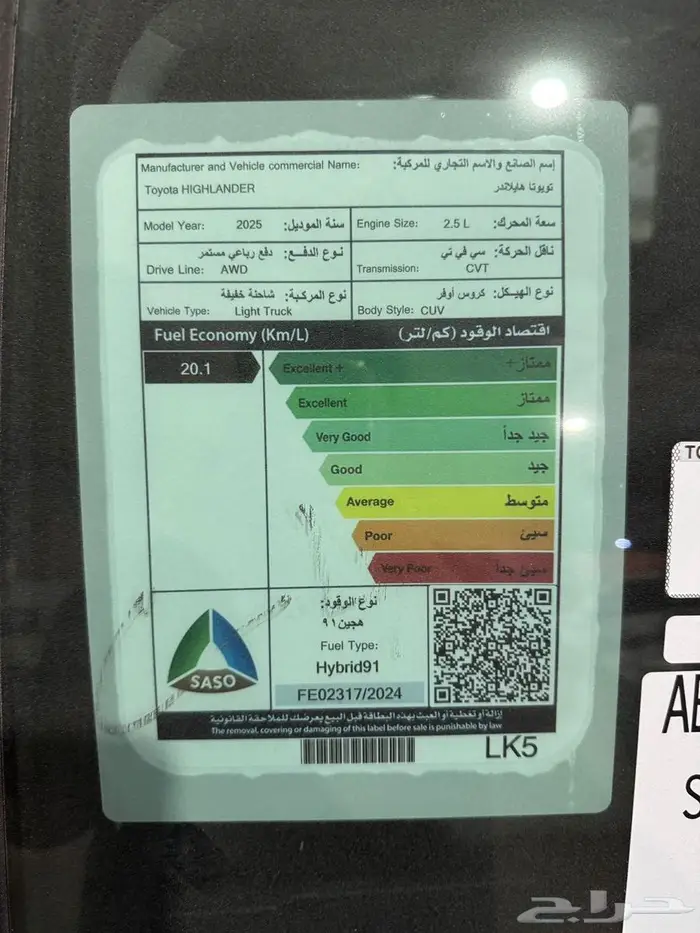 Manufacturer and Vehicle commercial Name: إسم الصانع والاسم التجاري للمركبة:
Toyota HIGHLANDER تويوتا هايلاندر
Model Year: 2025 سنة الموديل: Engine Size: 2.5 L سعة المحرك:
نوع الدفع: دفع رباعي مستمر ناقل الحركة: سي في تي
Drive Line: AWD Transmission: CVT
نوع المركبة: شاحنة خفيفة نوع الهيكل: كروس أوفر
Vehicle Type: Light Truck Body Style: CUV
Fuel Economy (Km/L) اقتصاد الوقود (كم/لتر)
20.1 Excellent + ممتاز+
Excellent ممتاز
Very Good جيد جداً
Good جيد
Average متوسط
Poor سيئ
Very Poor سيئ جداً
نوع الوقود:
هجين ٩١
Fuel Type:
Hybrid91
SASO
FE02317/2024
إزالة أو تغطية أو العبث بهذه البطاقة قبل البيع يعرضك للملاحقة القانونية
The removal, covering or damaging of this label before sale is punishable by law
LK5
حراج